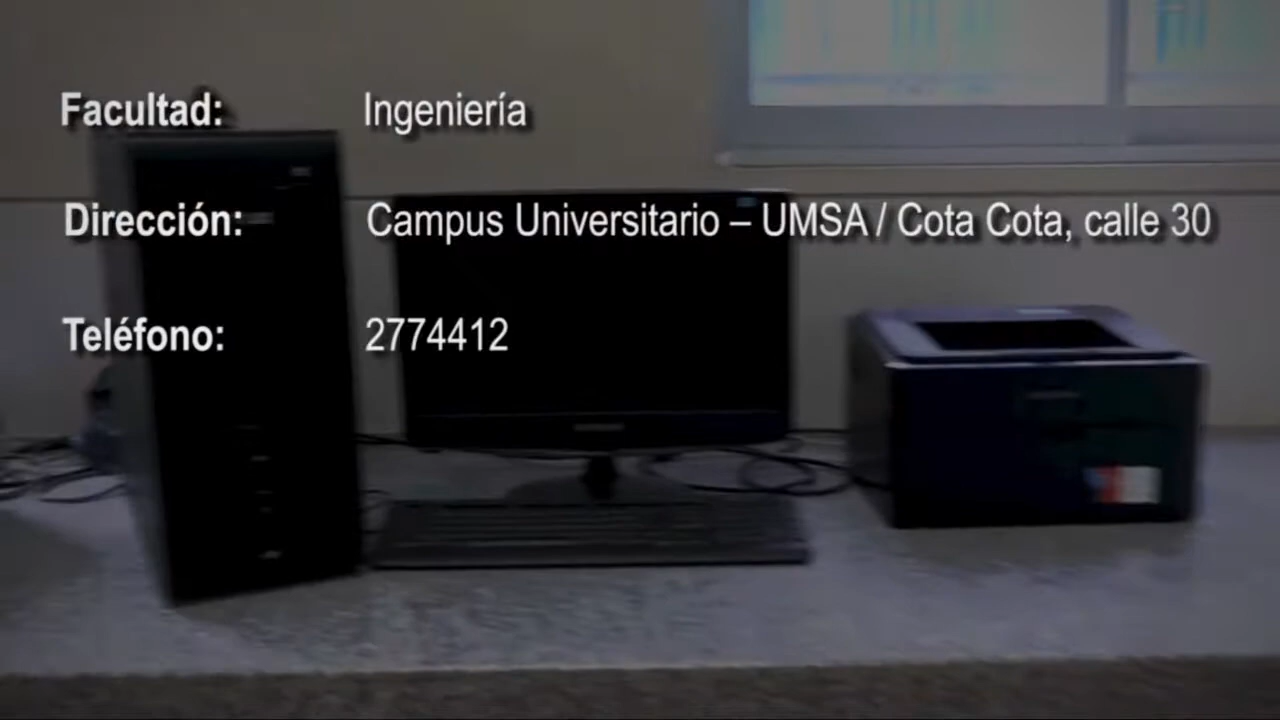 Facultad: Ingeniería
Dirección: Campus Universitario – UMSA / Cota Cota, calle 30
Teléfono: 2774412